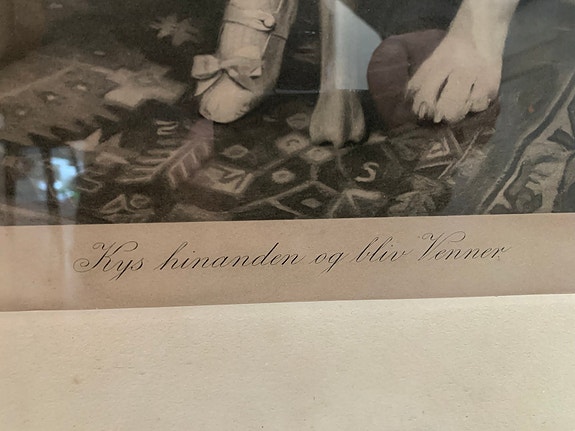 Kys hinanden og bliv Venner.